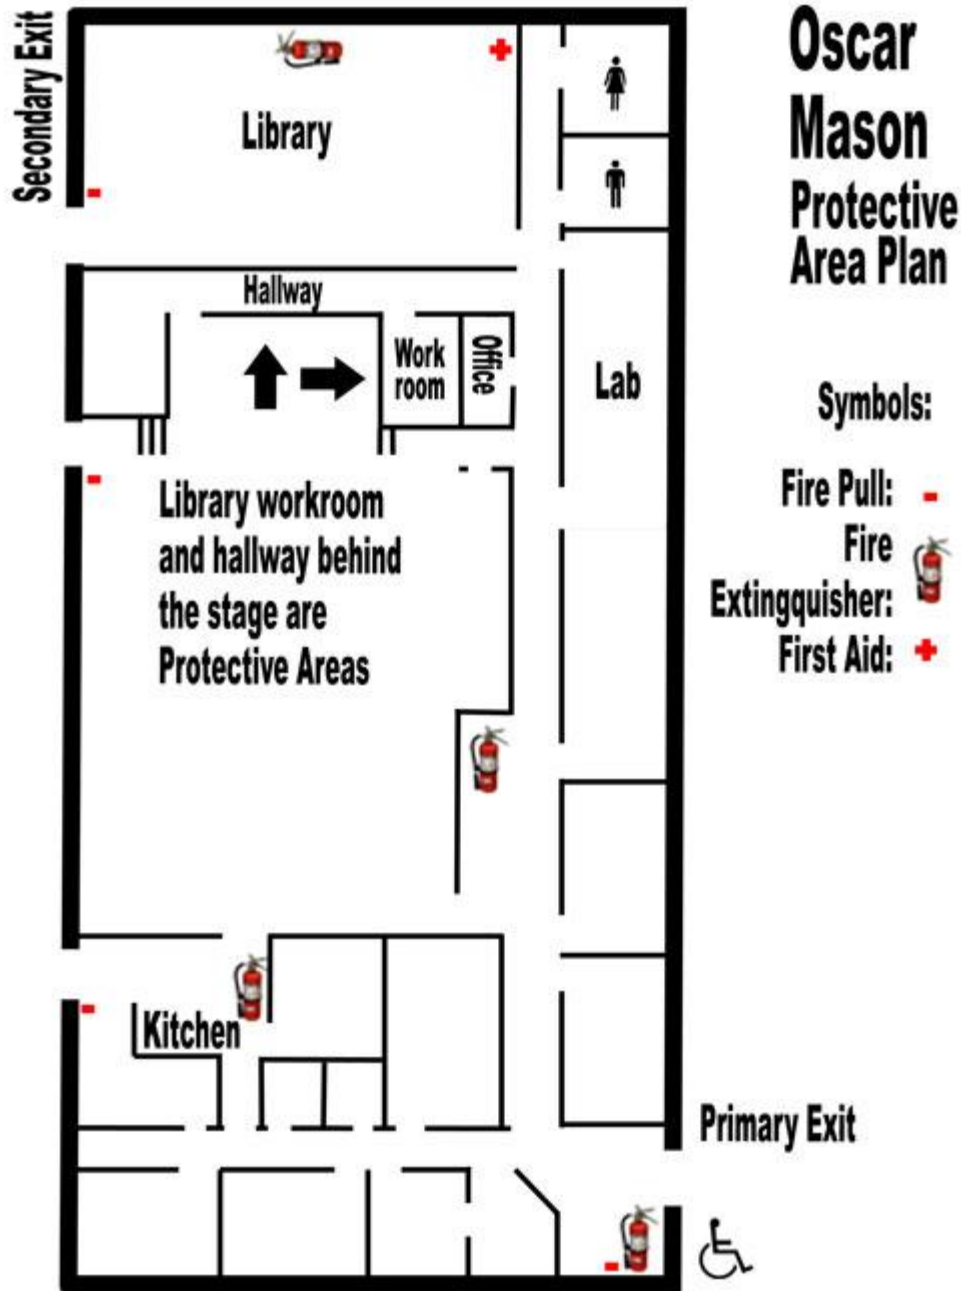 Oscar
Mason
Protective
Area Plan
Secondary Exit
Library
Hallway
Work
room
Office
Lab
Symbols:
Fire Pull:
Fire
Extingquisher:
First Aid:
Library workroom
and hallway behind
the stage are
Protective Areas
Kitchen
Primary Exit